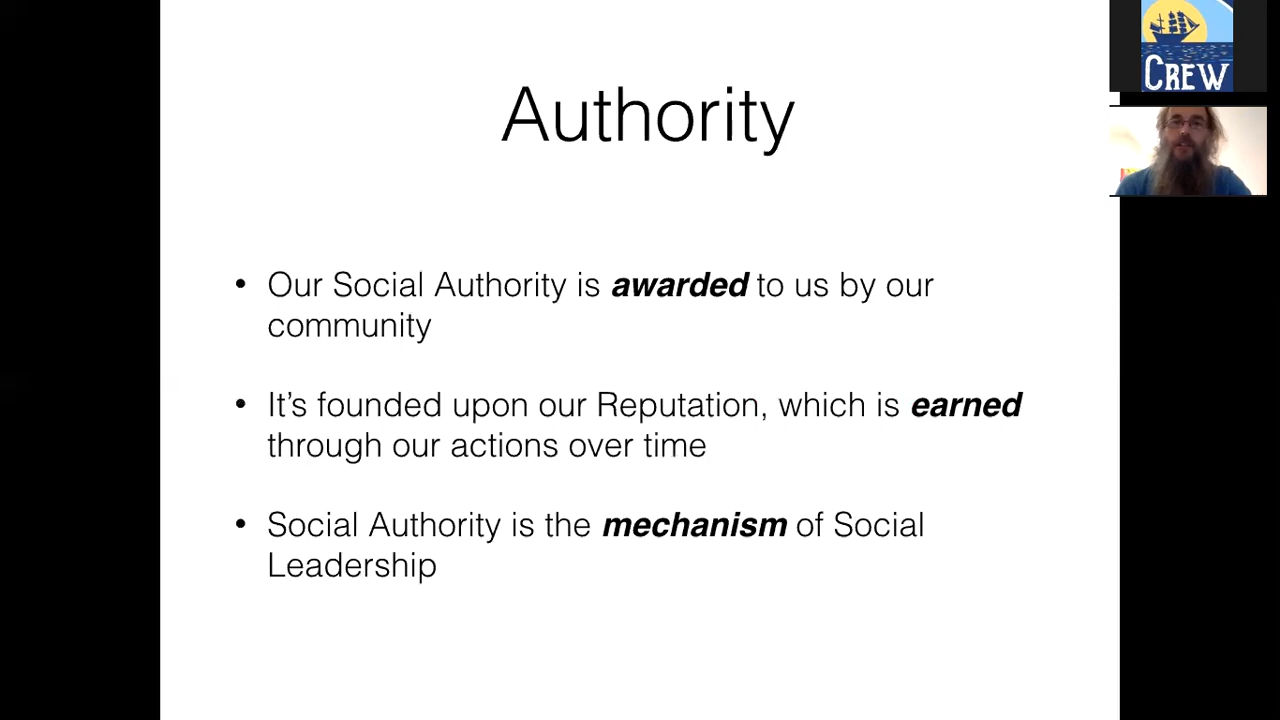 Authority
• Our Social Authority is awarded to us by our
community
• It’s founded upon our Reputation, which is earned
through our actions over time
• Social Authority is the mechanism of Social
Leadership
CREW